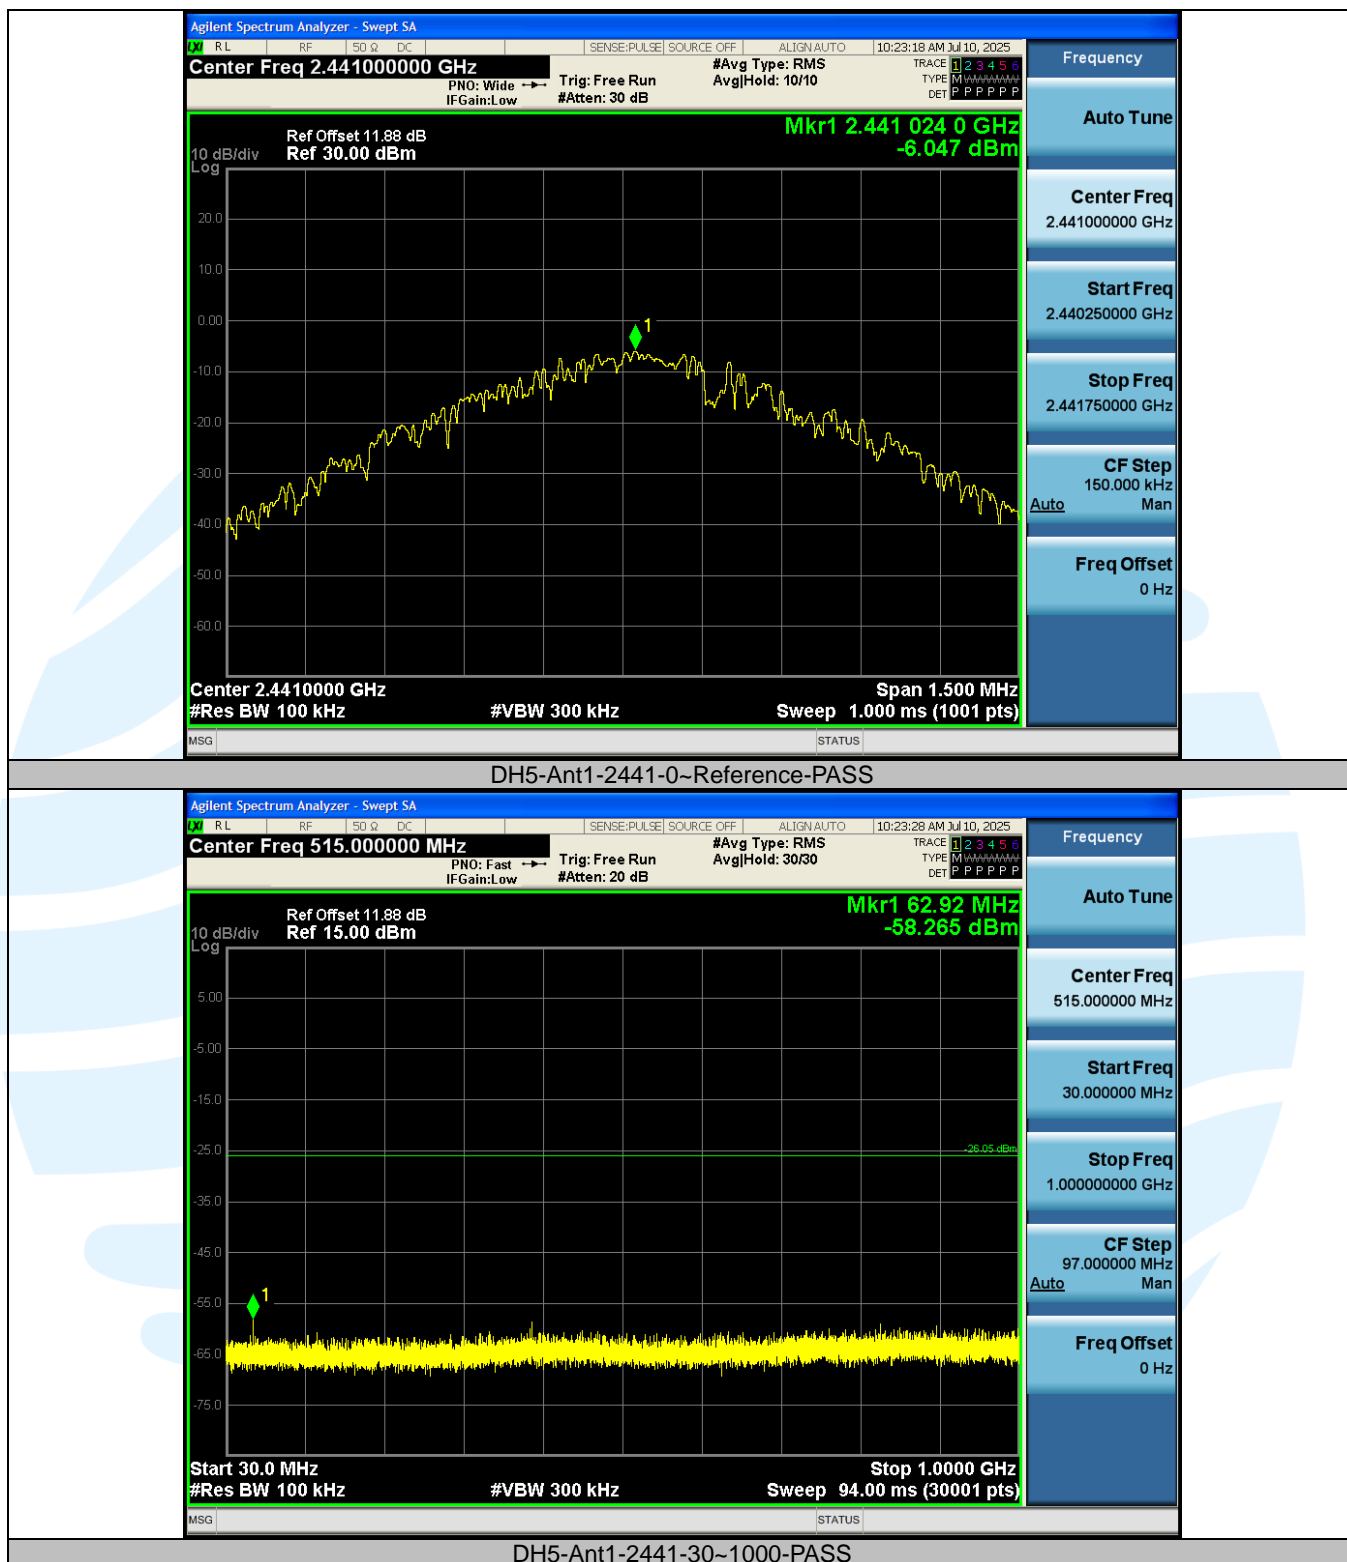 Agilent Spectrum Analyzer - Swept SA
LXI RL RF 50 Ω DC SENSE:PULSE SOURCE OFF ALIGN AUTO 10:23:18 AM Jul 10, 2025
Center Freq 2.441000000 GHz
PNO: Wide
IFGain:Low
Trig: Free Run
#Atten: 30 dB
#Avg Type: RMS
Avg|Hold: 10/10
TRACE 1 2 3 4 5 6
TYPE M WWWWW
DET P P P P P P
Frequency
Auto Tune
Center Freq
2.441000000 GHz
Start Freq
2.440250000 GHz
Stop Freq
2.441750000 GHz
CF Step
150.000 kHz
Auto Man
Freq Offset
0 Hz
Mkr1 2.441 024 0 GHz
-6.047 dBm
Ref Offset 11.88 dB
10 dB/div Ref 30.00 dBm
Log
20.0
10.0
0.00
-10.0
-20.0
-30.0
-40.0
-50.0
-60.0
1
Center 2.4410000 GHz Span 1.500 MHz
#Res BW 100 kHz #VBW 300 kHz Sweep 1.000 ms (1001 pts)
MSG STATUS
DH5-Ant1-2441-0~Reference-PASS
Agilent Spectrum Analyzer - Swept SA
LXI RL RF 50 Ω DC SENSE:PULSE SOURCE OFF ALIGN AUTO 10:23:28 AM Jul 10, 2025
Center Freq 515.000000 MHz
PNO: Fast
IFGain:Low
Trig: Free Run
#Atten: 20 dB
#Avg Type: RMS
Avg|Hold: 30/30
TRACE 1 2 3 4 5 6
TYPE M WWWWW
DET P P P P P P
Frequency
Auto Tune
Center Freq
515.000000 MHz
Start Freq
30.000000 MHz
Stop Freq
1.000000000 GHz
CF Step
97.000000 MHz
Auto Man
Freq Offset
0 Hz
Mkr1 62.92 MHz
-58.265 dBm
Ref Offset 11.88 dB
10 dB/div Ref 15.00 dBm
Log
5.00
-5.00
-15.0
-25.0
-35.0
-45.0
-55.0
-65.0
-75.0
-26.05 dBm
1
Start 30.0 MHz Stop 1.0000 GHz
#Res BW 100 kHz #VBW 300 kHz Sweep 94.00 ms (30001 pts)
MSG STATUS
DH5-Ant1-2441-30~1000-PASS